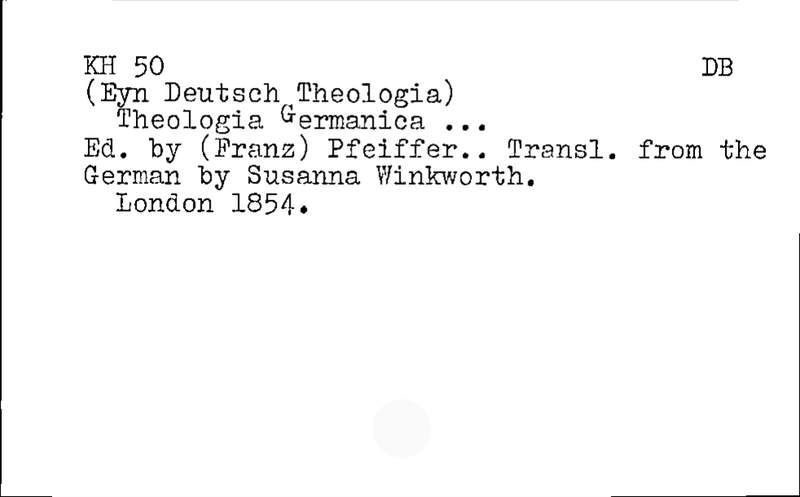 KH 50 DB
(Eyn Deutsch Theologia)
Theologia Germanica ...
Ed. by (Franz) Pfeiffer.. Transl. from the
German by Susanna Winkworth.
London 1854.